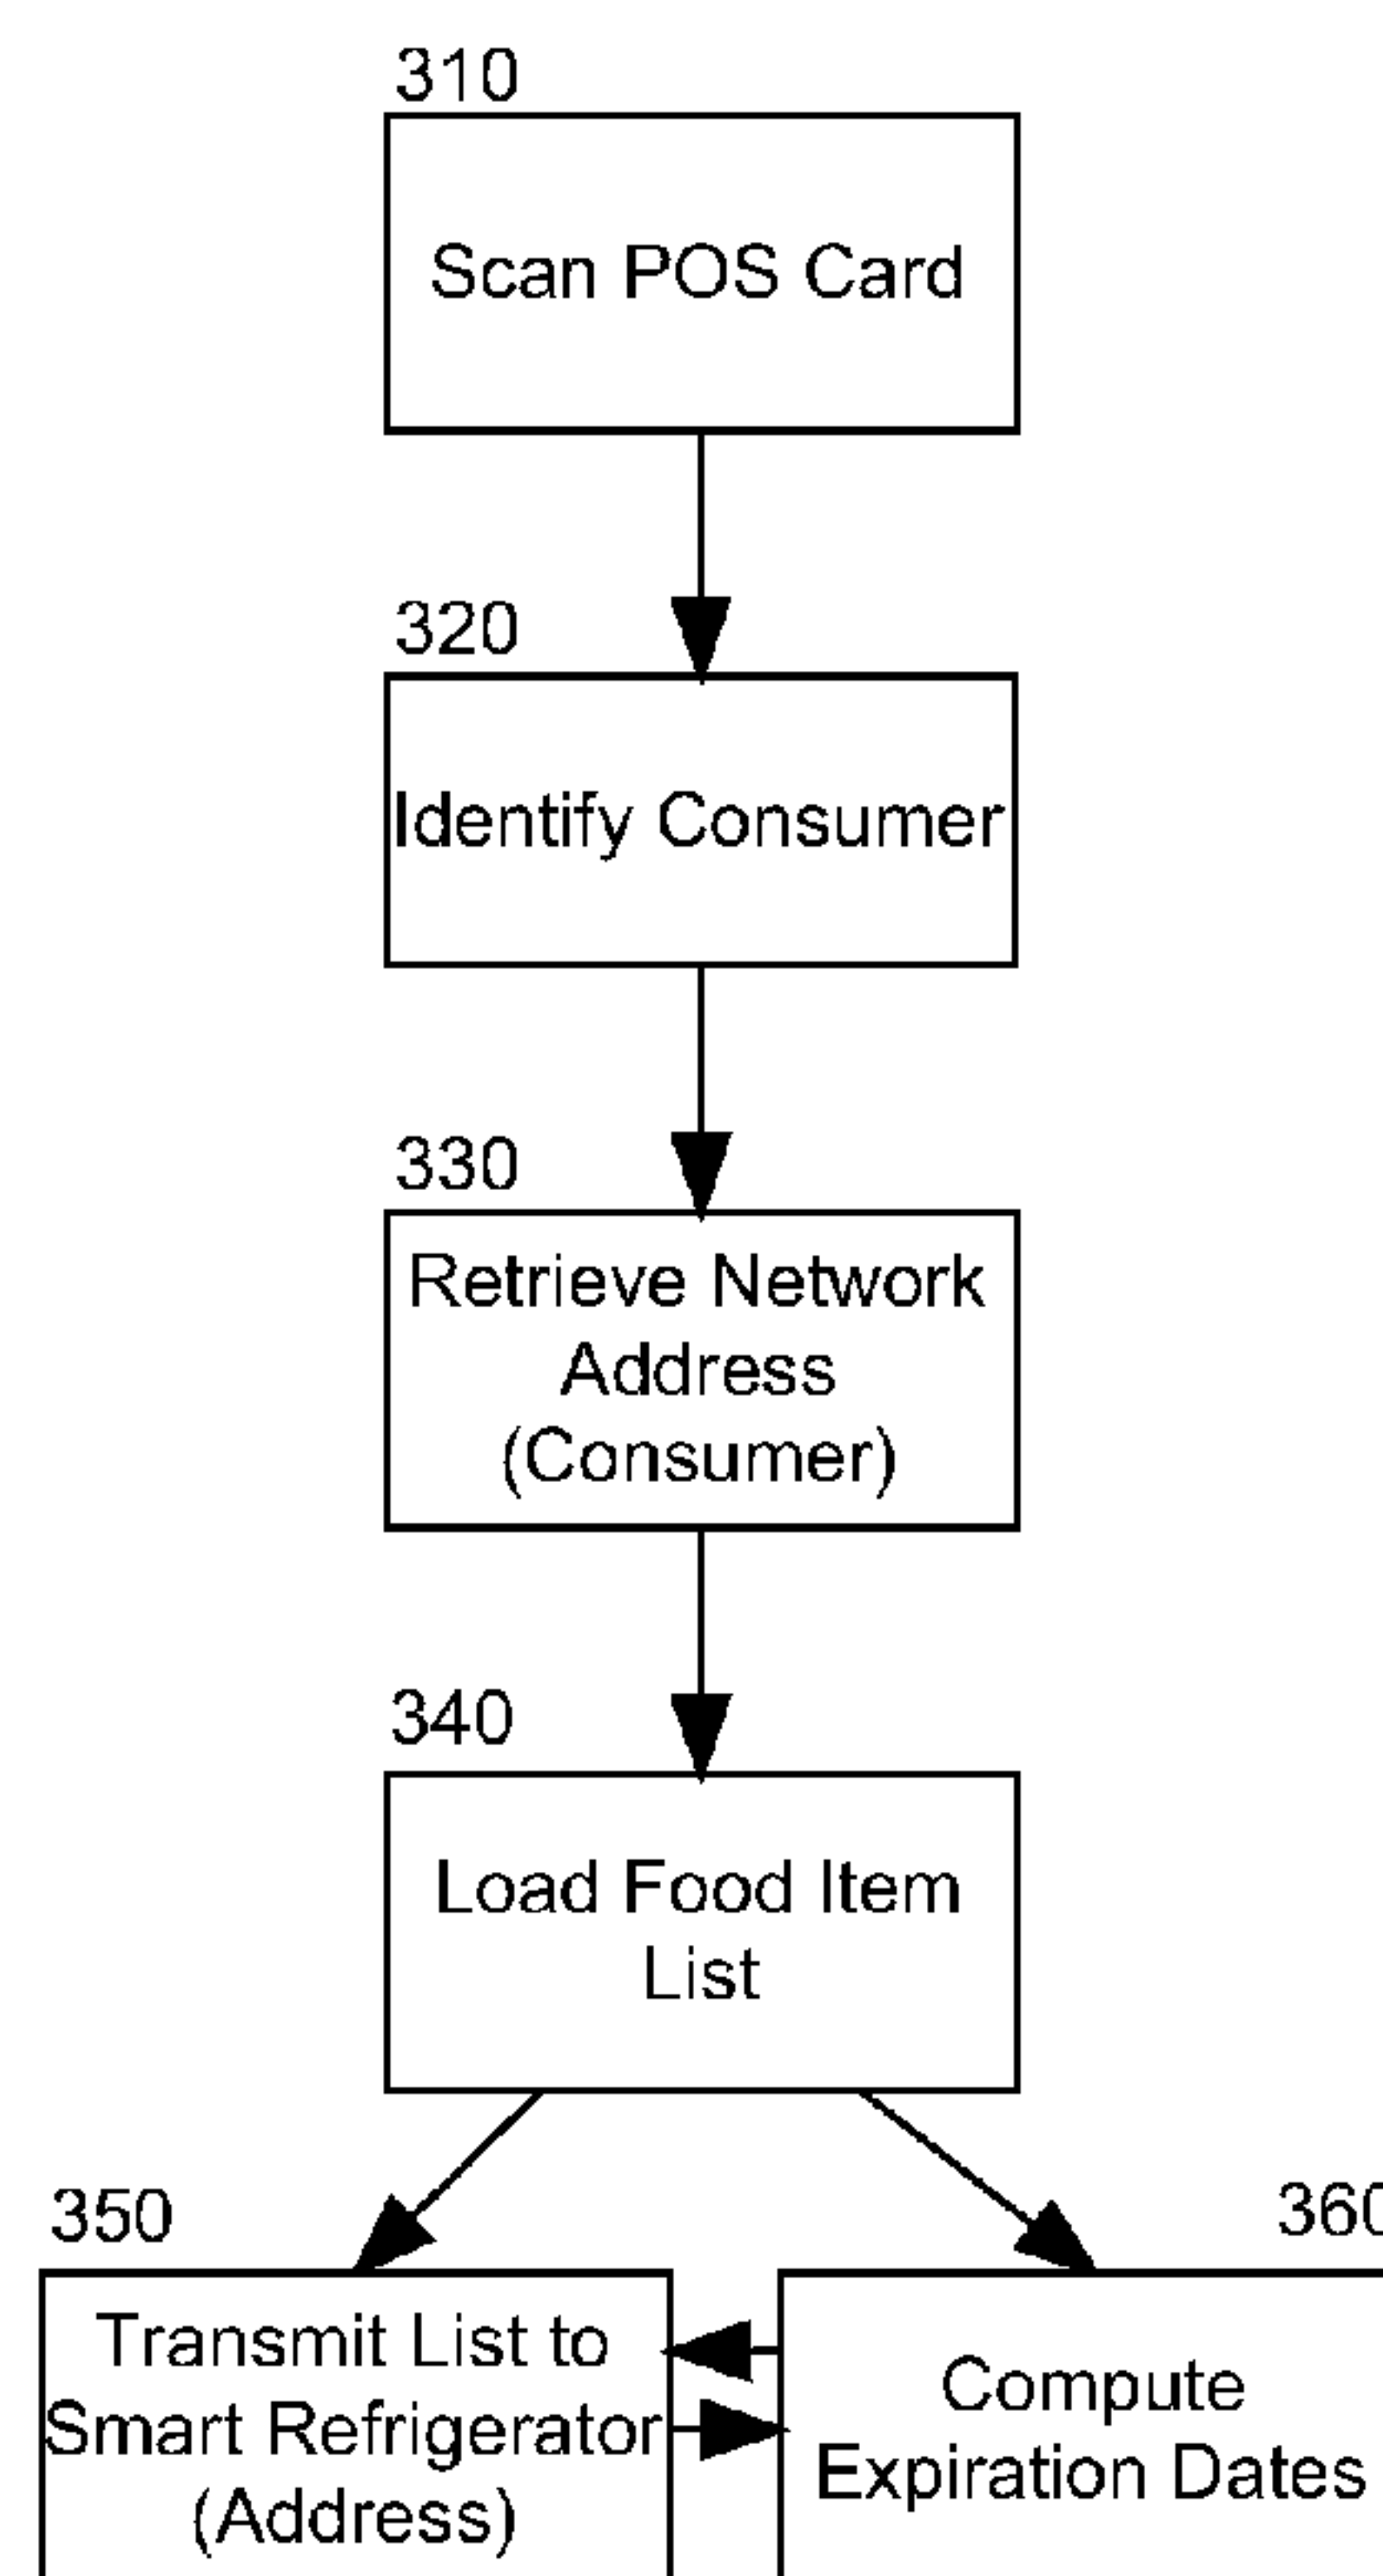 310
Scan POS Card
320
Identify Consumer
330
Retrieve Network
Address
(Consumer)
340
Load Food Item
List
350
360
Transmit List to
Smart Refrigerator
(Address)
Compute
Expiration Dates